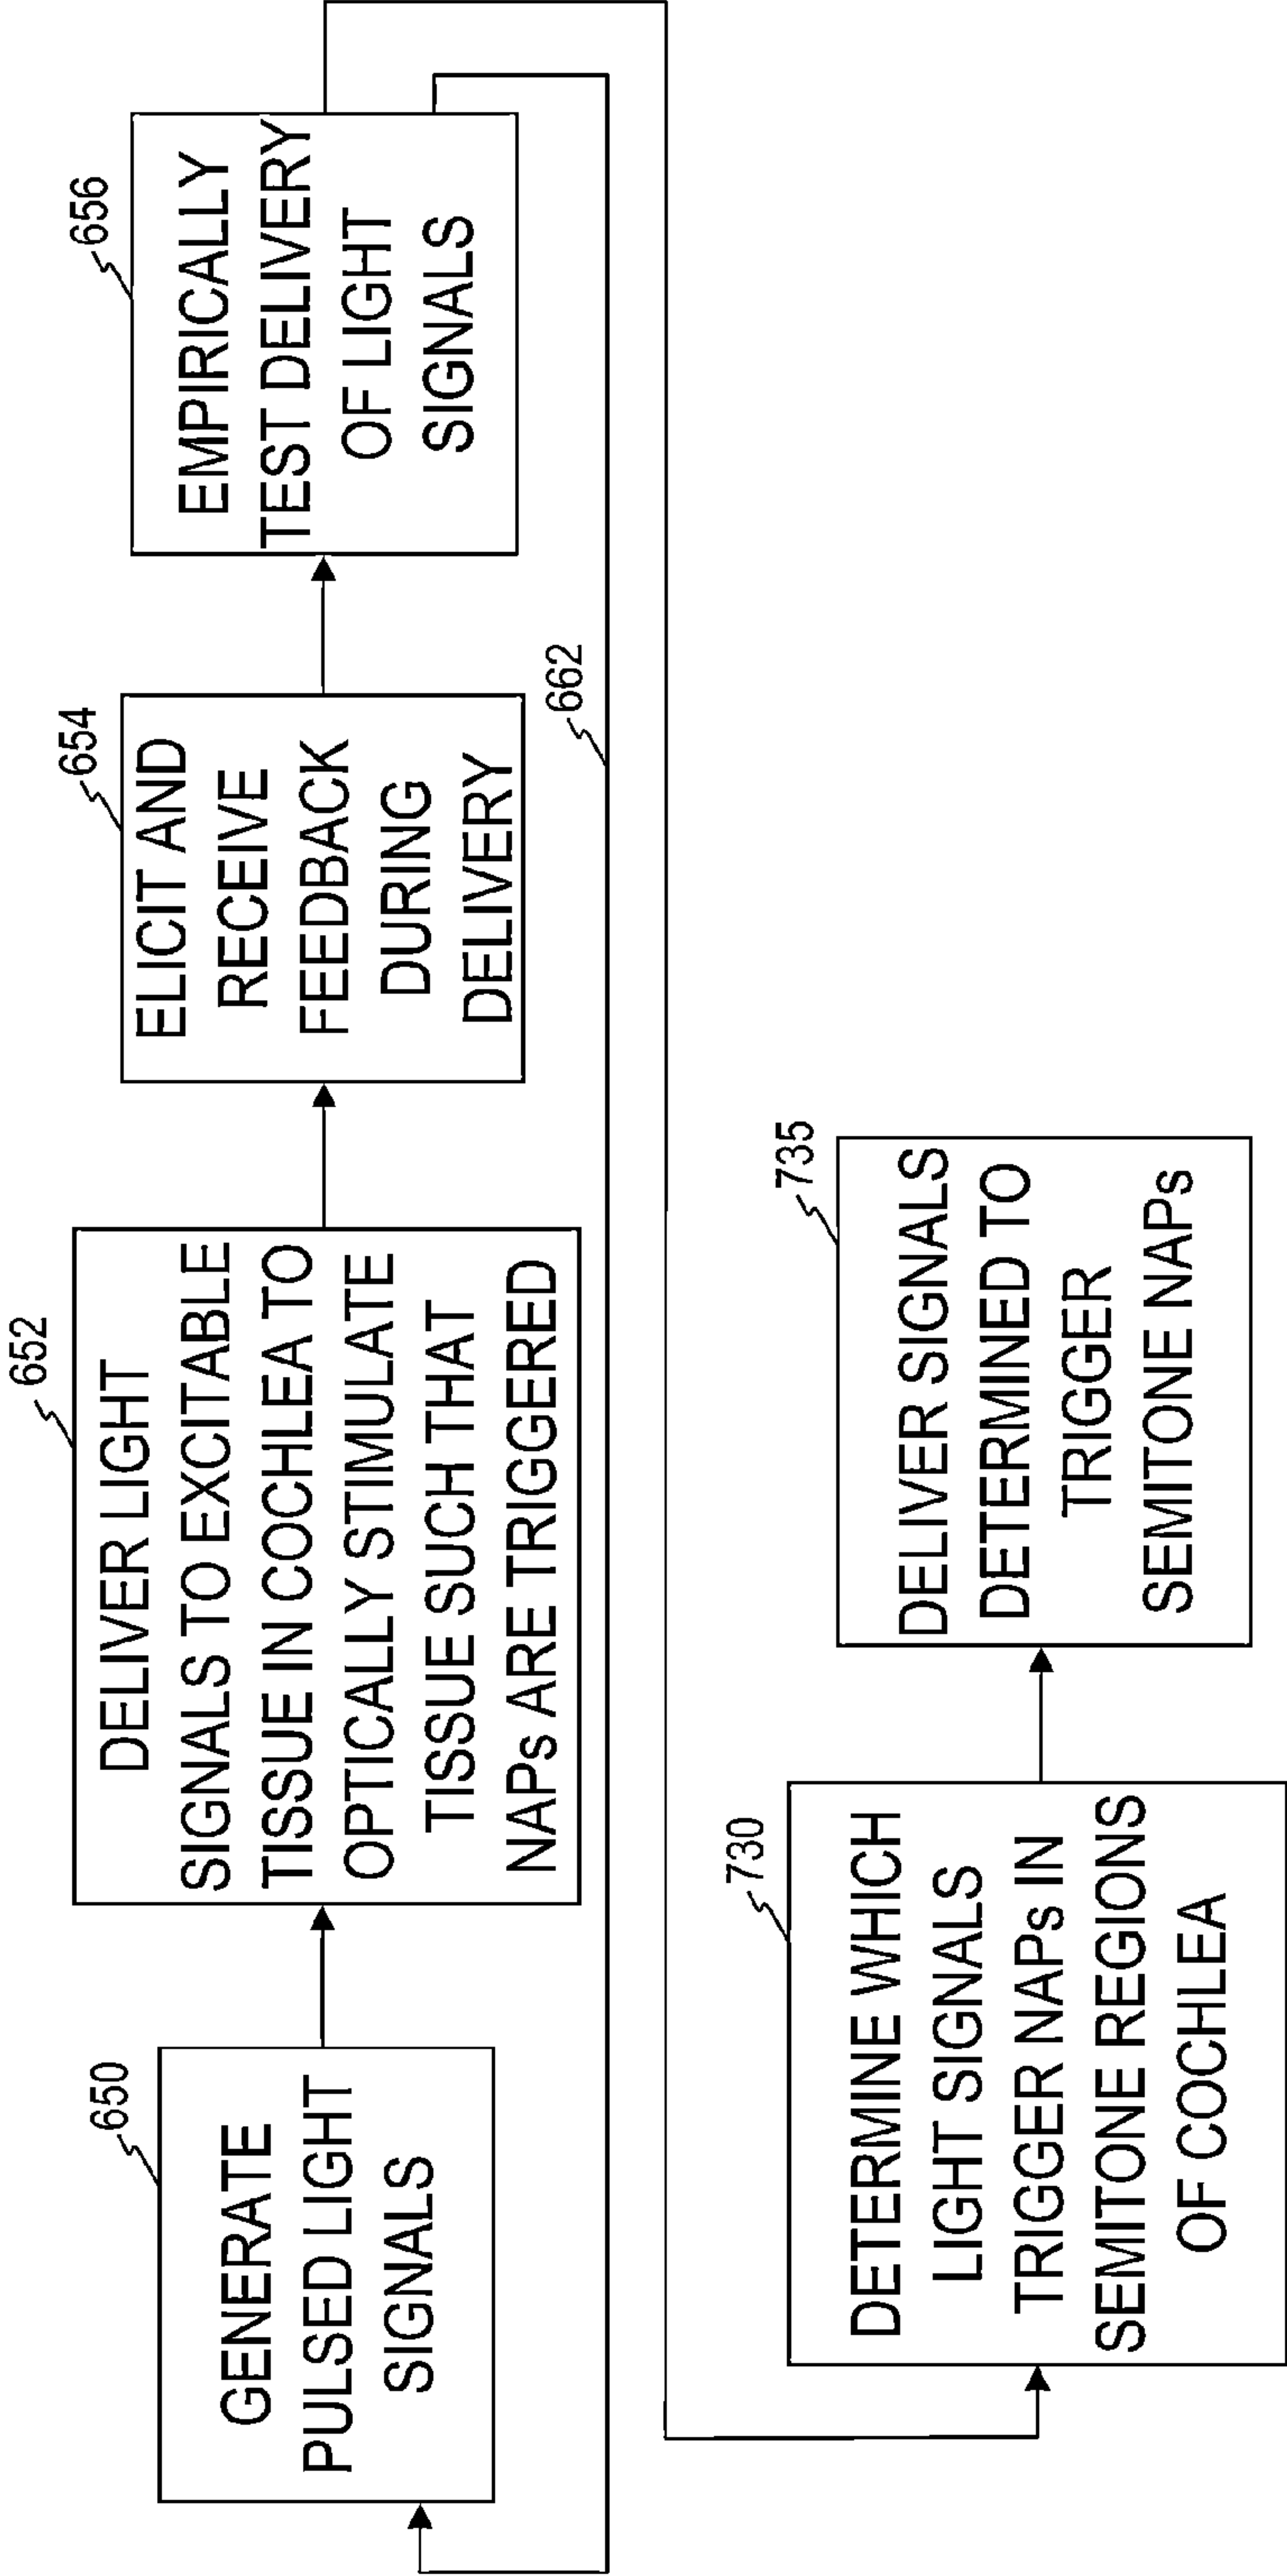 650
GENERATE
PULSED LIGHT
SIGNALS
652
DELIVER LIGHT
SIGNALS TO EXCITABLE
TISSUE IN COCHLEA TO
OPTICALLY STIMULATE
TISSUE SUCH THAT
NAPs ARE TRIGGERED
654
ELICIT AND
RECEIVE
FEEDBACK
DURING
DELIVERY
656
EMPIRICALLY
TEST DELIVERY
OF LIGHT
SIGNALS
662
730
DETERMINE WHICH
LIGHT SIGNALS
TRIGGER NAPs IN
SEMITONE REGIONS
OF COCHLEA
735
DELIVER SIGNALS
DETERMINED TO
TRIGGER
SEMITONE NAPs